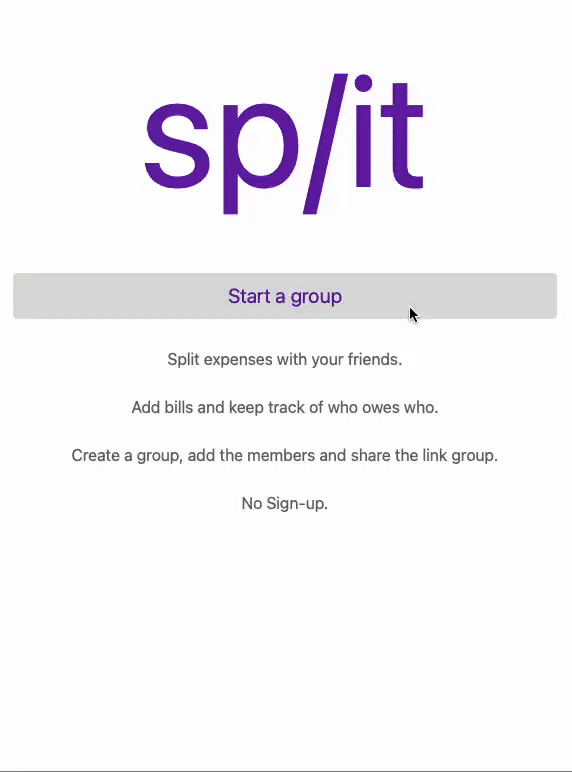 sp/it
Start a group
Split expenses with your friends.
Add bills and keep track of who owes who.
Create a group, add the members and share the link group.
No Sign-up.